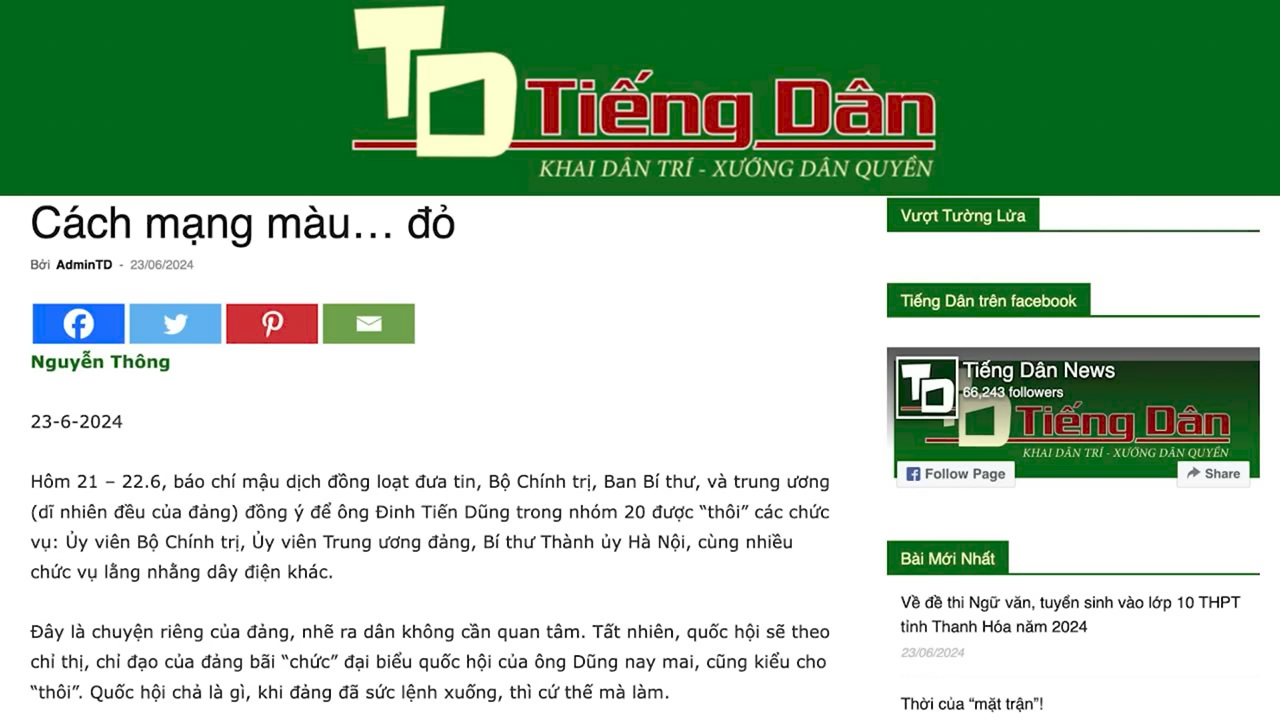 TD Tiếng Dân
KHAI DÂN TRÍ - XƯỚNG DÂN QUYỀN
Cách mạng màu… đỏ
Bởi AdminTD - 23/06/2024
Nguyễn Thông
23-6-2024
Hôm 21 – 22.6, báo chí mậu dịch đồng loạt đưa tin, Bộ Chính trị, Ban Bí thư, và trung ương
(dĩ nhiên đều của đảng) đồng ý để ông Đinh Tiến Dũng trong nhóm 20 được “thôi” các chức
vụ: Ủy viên Bộ Chính trị, Ủy viên Trung ương đảng, Bí thư Thành ủy Hà Nội, cùng nhiều
chức vụ lằng nhằng dây điện khác.
Đây là chuyện riêng của đảng, nhẽ ra dân không cần quan tâm. Tất nhiên, quốc hội sẽ theo
chỉ thị, chỉ đạo của đảng bãi “chức” đại biểu quốc hội của ông Dũng nay mai, cũng kiểu cho
“thôi”. Quốc hội chả là gì, khi đảng đã sức lệnh xuống, thì cứ thế mà làm.
Vượt Tường Lửa
Tiếng Dân trên facebook
TD Tiếng Dân News
66,243 followers
TD Tiếng Dân
KHAI DÂN TRÍ - XƯỚNG DÂN QUYỀN
Follow Page Share
Bài Mới Nhất
Về đề thi Ngữ văn, tuyển sinh vào lớp 10 THPT
tỉnh Thanh Hóa năm 2024
23/06/2024
Thời của “mặt trận”!